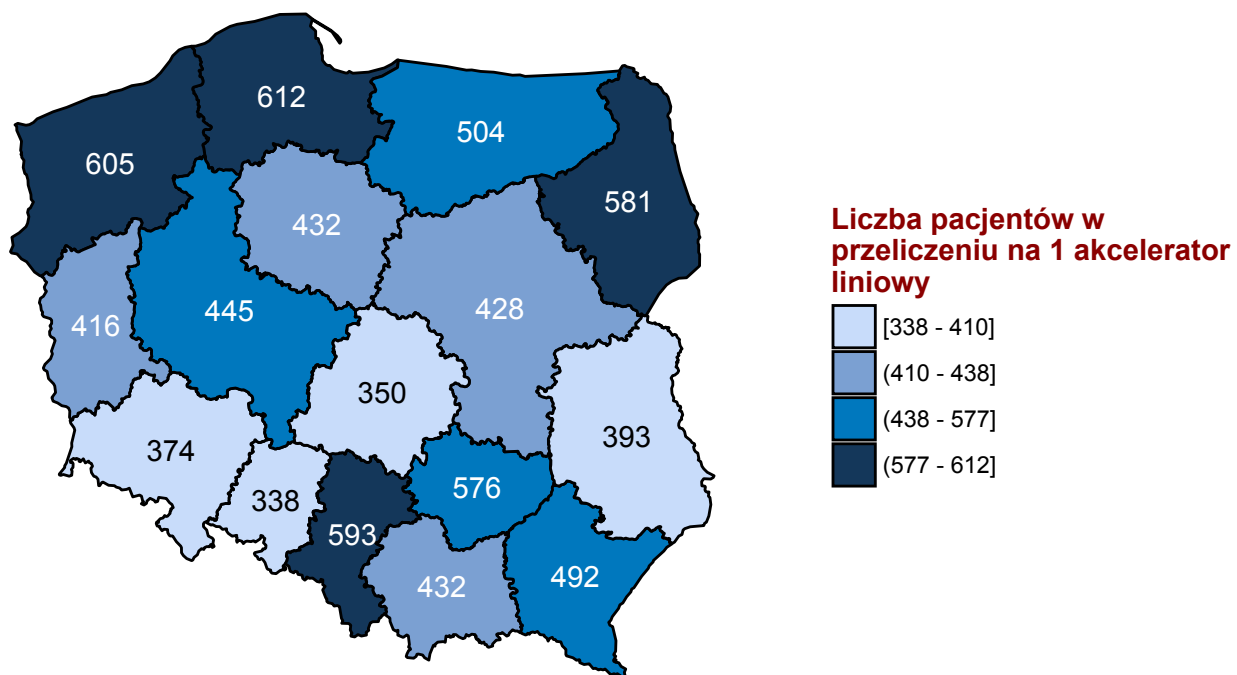 612
504
605
581
432
428
445
416
350
393
374
576
338
593
492
432
Liczba pacjentów w
przeliczeniu na 1 akcelerator
liniowy
[338 - 410]
(410 - 438]
(438 - 577]
(577 - 612]